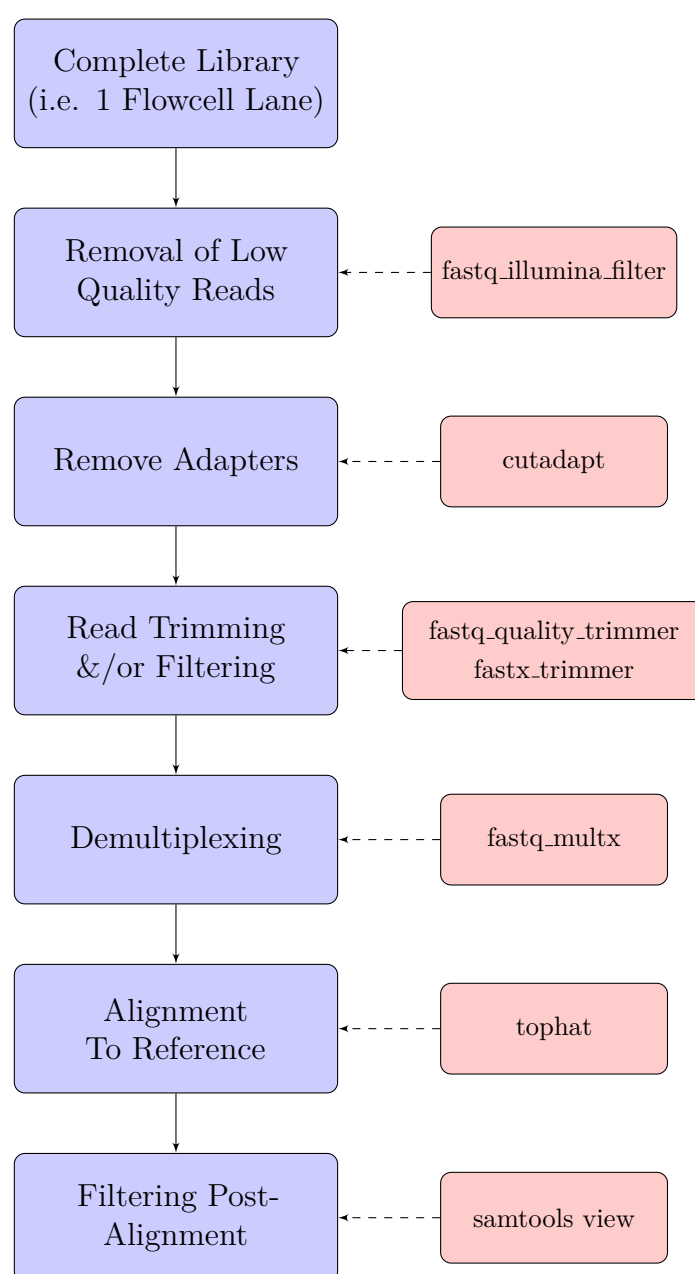 Complete Library
(i.e. 1 Flowcell Lane)
Removal of Low
Quality Reads
fastq_illumina_filter
Remove Adapters
cutadapt
Read Trimming
&/or Filtering
fastq_quality_trimmer
fastx_trimmer
Demultiplexing
fastq_multx
Alignment
To Reference
tophat
Filtering Post-
Alignment
samtools view